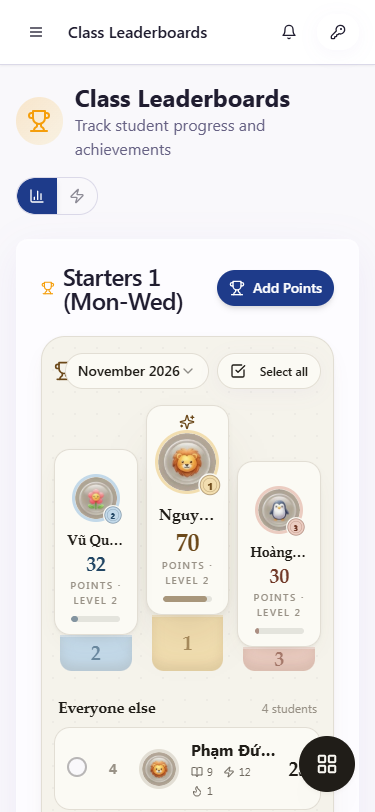 Class Leaderboards
Class Leaderboards
Track student progress and
achievements
Starters 1
(Mon-Wed)
Add Points
November 2026
Select all
1
Nguy...
70
POINTS ·
LEVEL 2
1
2
Vũ Qu...
32
POINTS ·
LEVEL 2
2
3
Hoàng...
30
POINTS ·
LEVEL 2
3
Everyone else
4 students
4
Phạm Đứ...
9
12
1